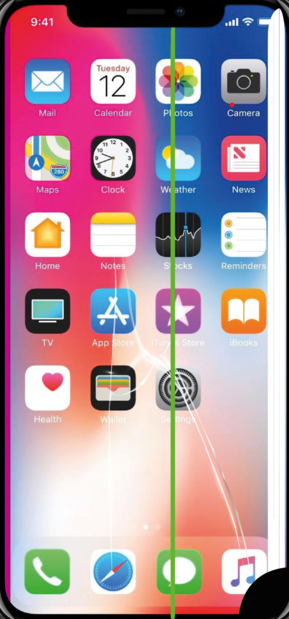 9:41
Tuesday
12
Mail
Calendar
Photos
Camera
280
Maps
Clock
Weather
News
Home
Notes
Stocks
Reminders
TV
App Store
iTunes Store
iBooks
Health
Wallet
Settings